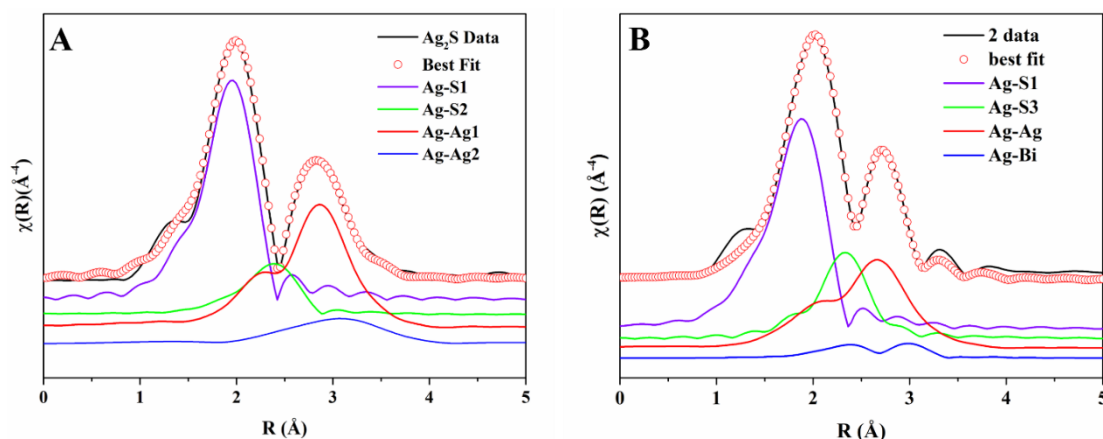 A
Ag₂S Data
Best Fit
Ag-S1
Ag-S2
Ag-Ag1
Ag-Ag2
χ(R)(Å⁻⁴)
0 1 2 3 4 5
R (Å)
B
2 data
best fit
Ag-S1
Ag-S3
Ag-Ag
Ag-Bi
χ(R) (Å⁻⁴)
0 1 2 3 4 5
R (Å)